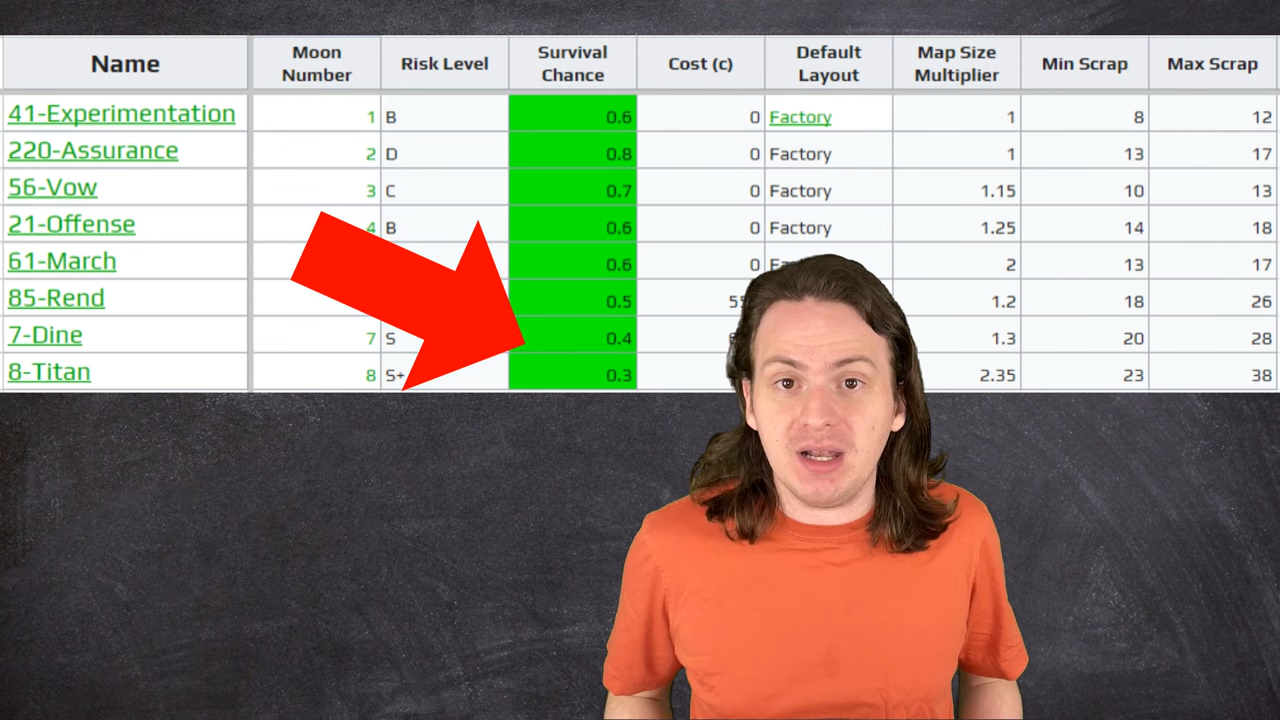 Name Moon Number Risk Level Survival Chance Cost (c) Default Layout Map Size Multiplier Min Scrap Max Scrap
41-Experimentation 1 B 0.6 0 Factory 1 8 12
220-Assurance 2 D 0.8 0 Factory 1 13 17
56-Vow 3 C 0.7 0 Factory 1.15 10 13
21-Offense 4 B 0.6 0 Factory 1.25 14 18
61-March 0.6 0 2 13 17
85-Rend 0.5 1.2 18 26
7-Dine 7 S 0.4 1.3 20 28
8-Titan 8 S+ 0.3 2.35 23 38